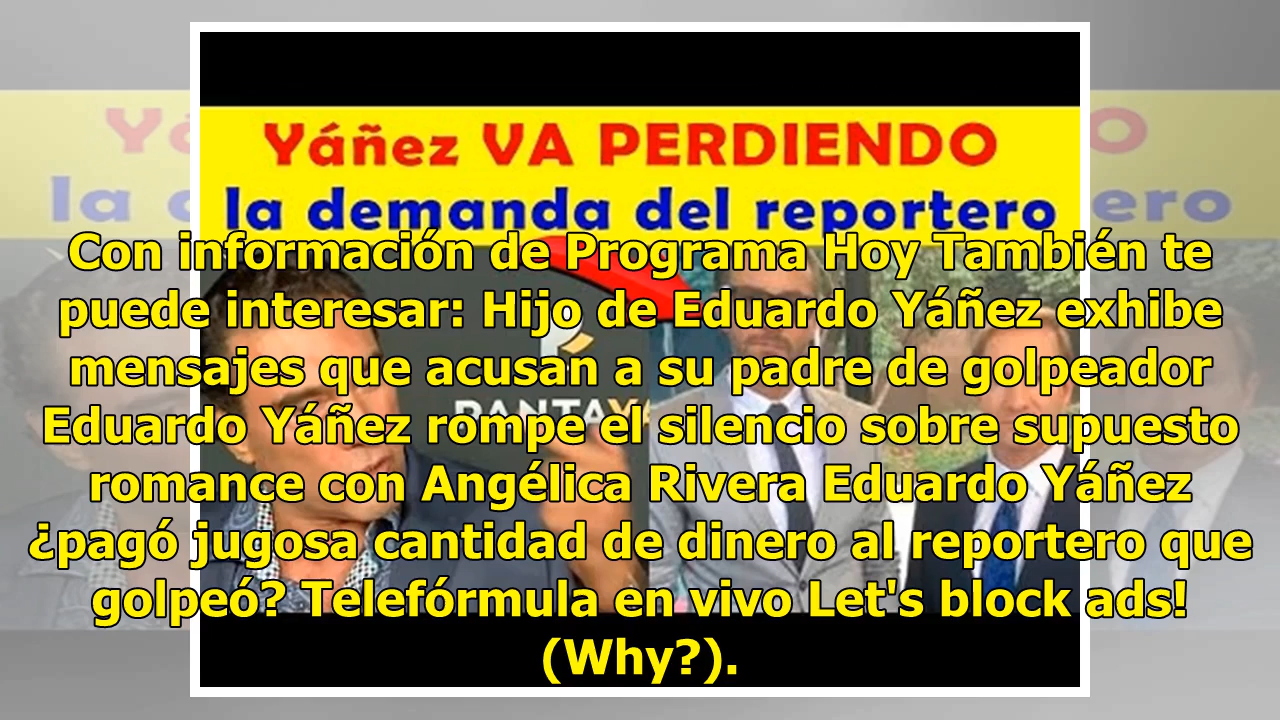 Yáñez VA PERDIENDO
la demanda del reportero
Con información de Programa Hoy También te
puede interesar: Hijo de Eduardo Yáñez exhibe
mensajes que acusan a su padre de golpeador
Eduardo Yáñez rompe el silencio sobre supuesto
romance con Angélica Rivera Eduardo Yáñez
¿pagó jugosa cantidad de dinero al reportero que
golpeó? Telefórmula en vivo Let's block ads!
(Why?).